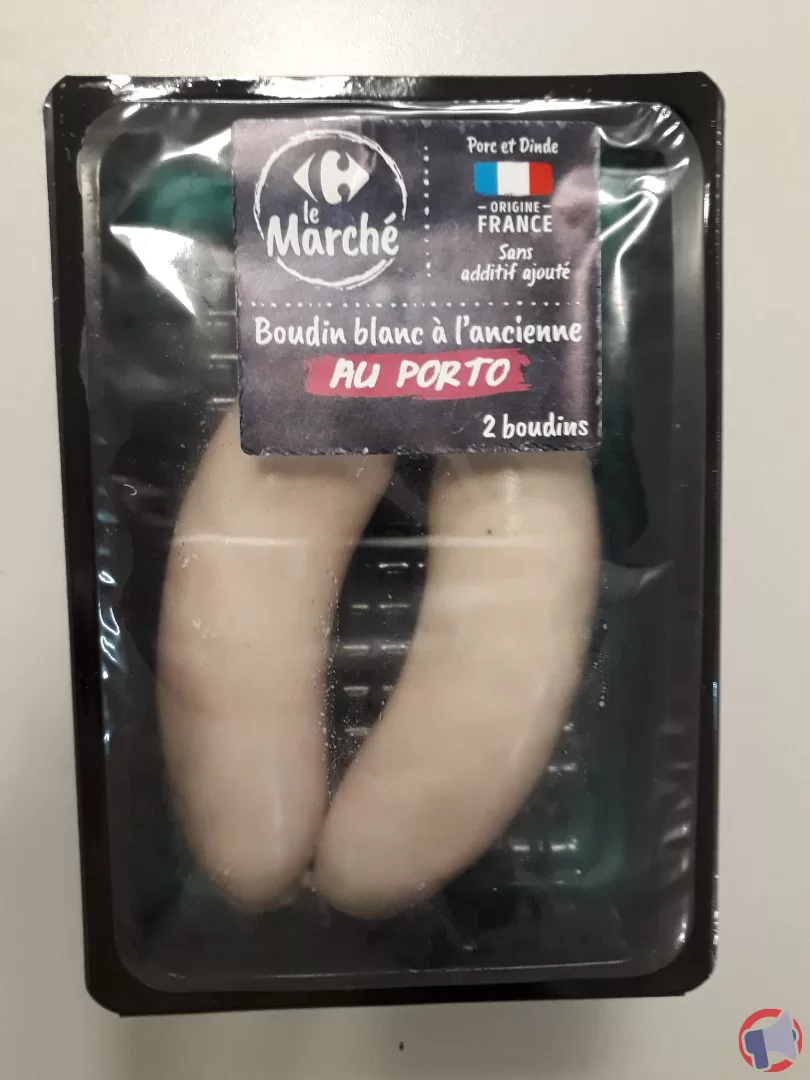 le
Marché
Porc et Dinde
ORIGINE
FRANCE
Sans
additif ajouté
Boudin blanc à l'ancienne
AU PORTO
2 boudins